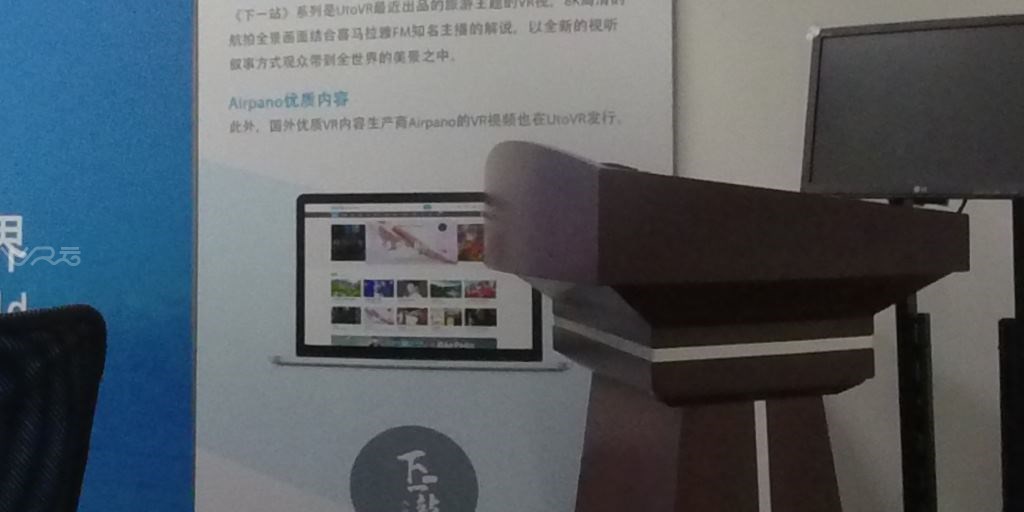 《下一站》系列是UtoVR最近出品的旅游主题的VR视，8K高清的
航拍全景画面结合喜马拉雅FM知名主播的解说，以全新的视听
叙事方式观众带到全世界的美景之中。
Airpano优质内容
此外，国外优质VR内容生产商Airpano的VR视频也在UtoVR发行。
界
VR云
ld
下一站
LG